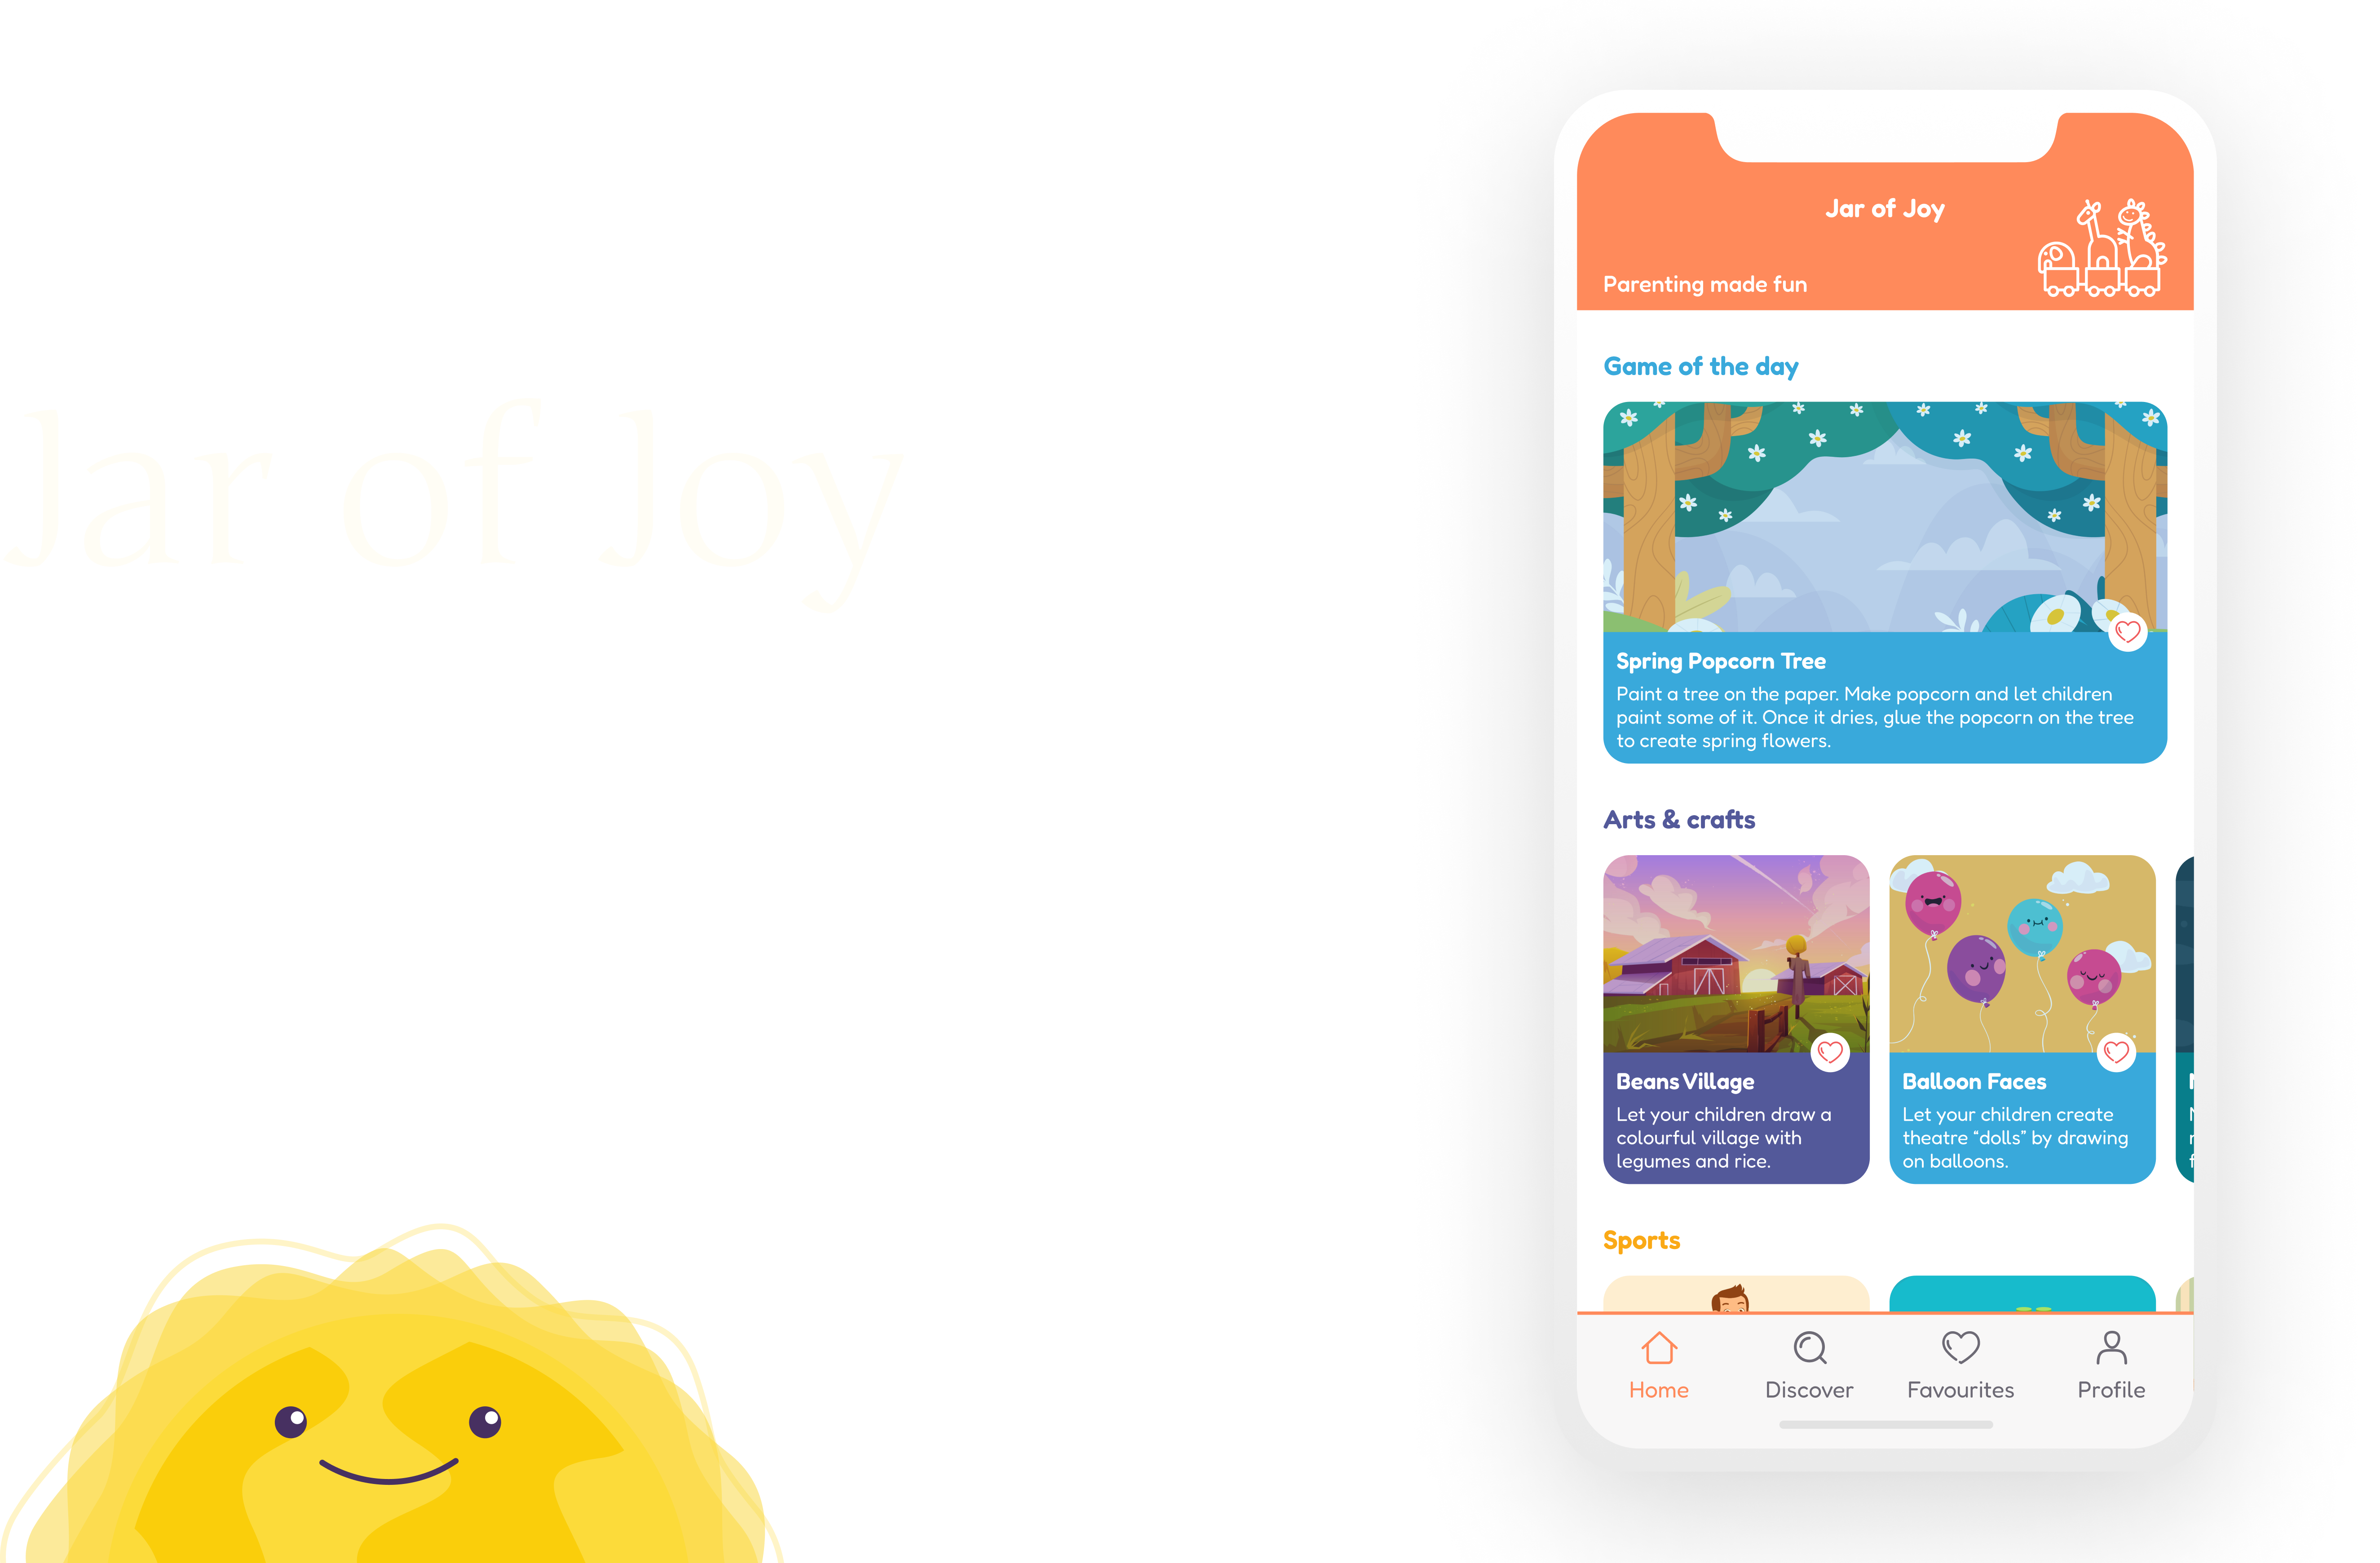 Jar of Joy
Jar of Joy
Parenting made fun
Game of the day
Spring Popcorn Tree
Paint a tree on the paper. Make popcorn and let children
paint some of it. Once it dries, glue the popcorn on the tree
to create spring flowers.
Arts & crafts
Beans Village
Let your children draw a
colourful village with
legumes and rice.
Balloon Faces
Let your children create
theatre “dolls” by drawing
on balloons.
Sports
Home
Discover
Favourites
Profile